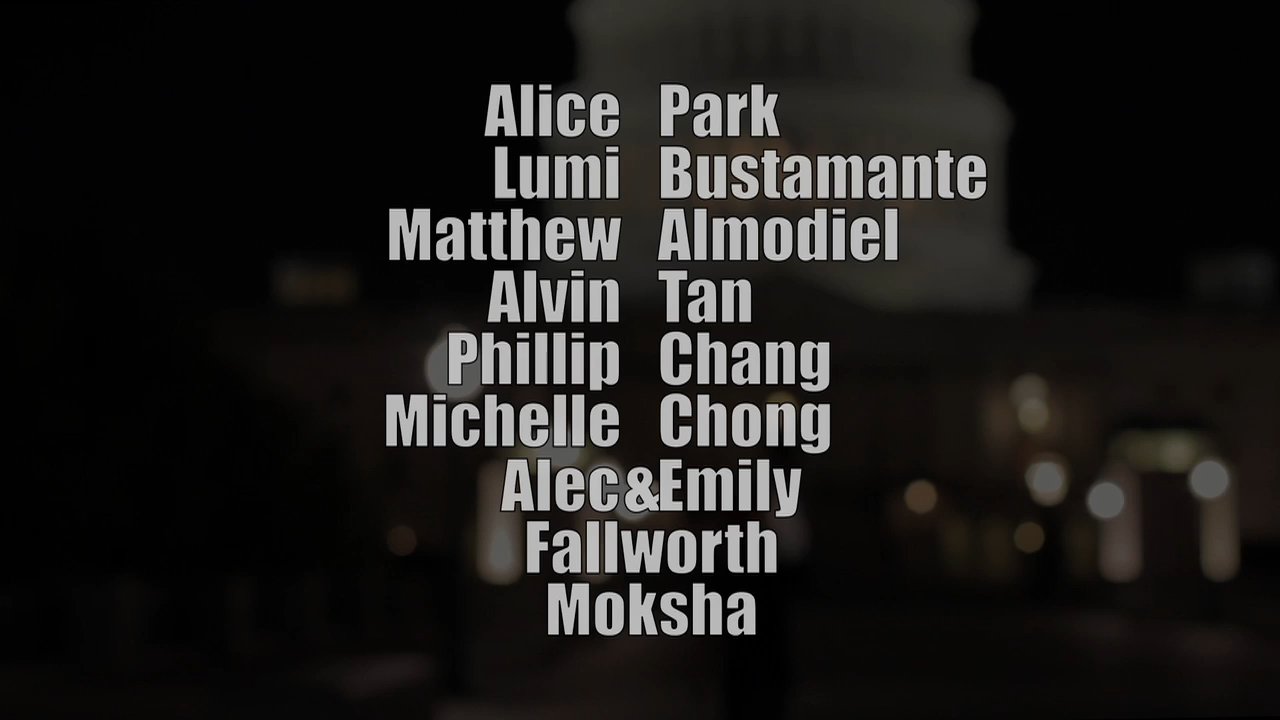 Alice Park
Lumi Bustamante
Matthew Almodiel
Alvin Tan
Phillip Chang
Michelle Chong
Alec&Emily
Fallworth
Moksha